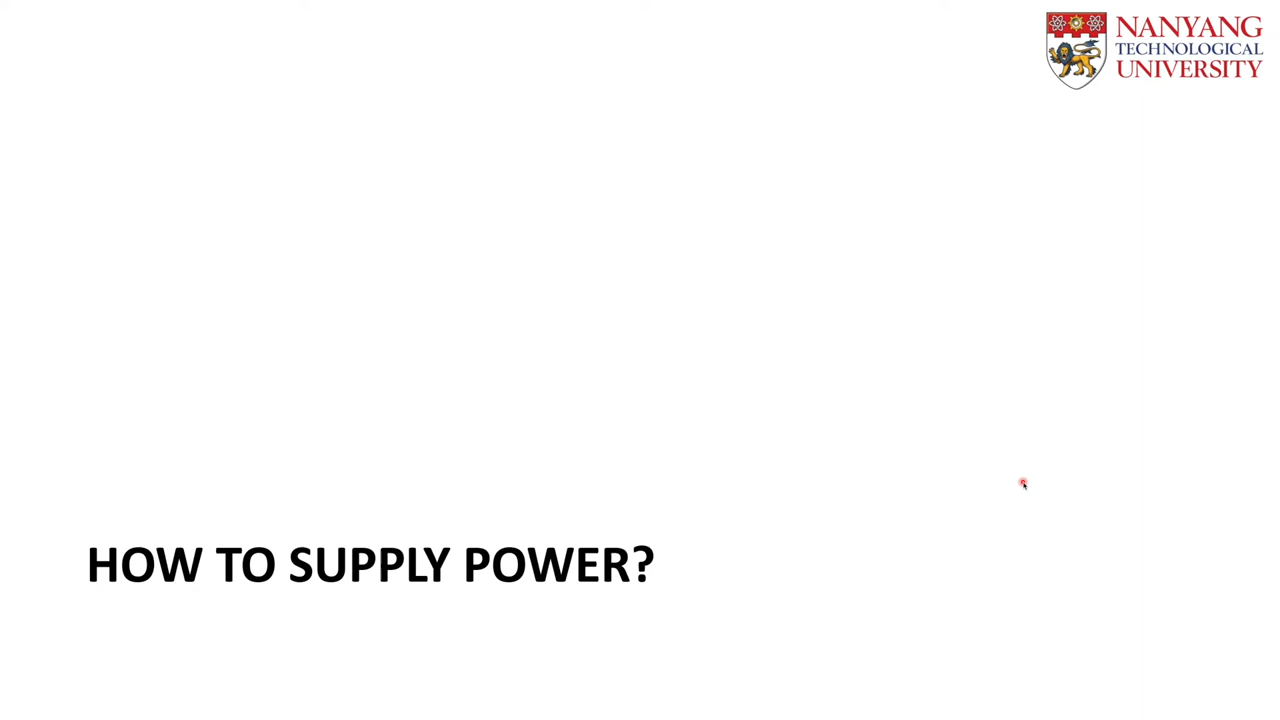 NANYANG
TECHNOLOGICAL
UNIVERSITY
HOW TO SUPPLY POWER?